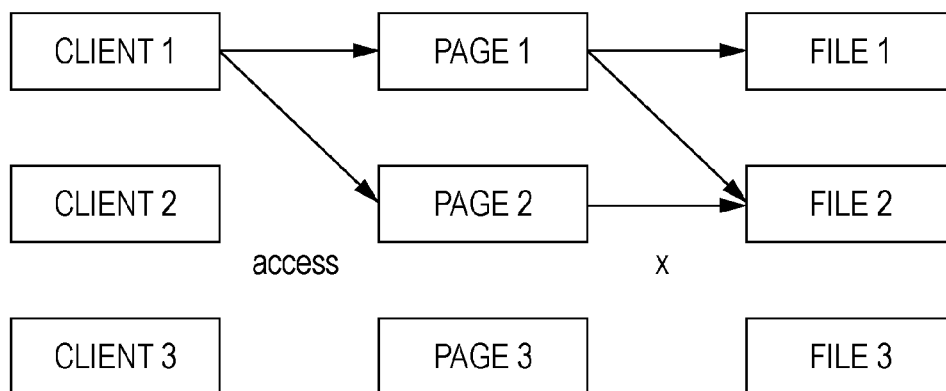 CLIENT 1 PAGE 1 FILE 1
CLIENT 2 PAGE 2 FILE 2
access x
CLIENT 3 PAGE 3 FILE 3